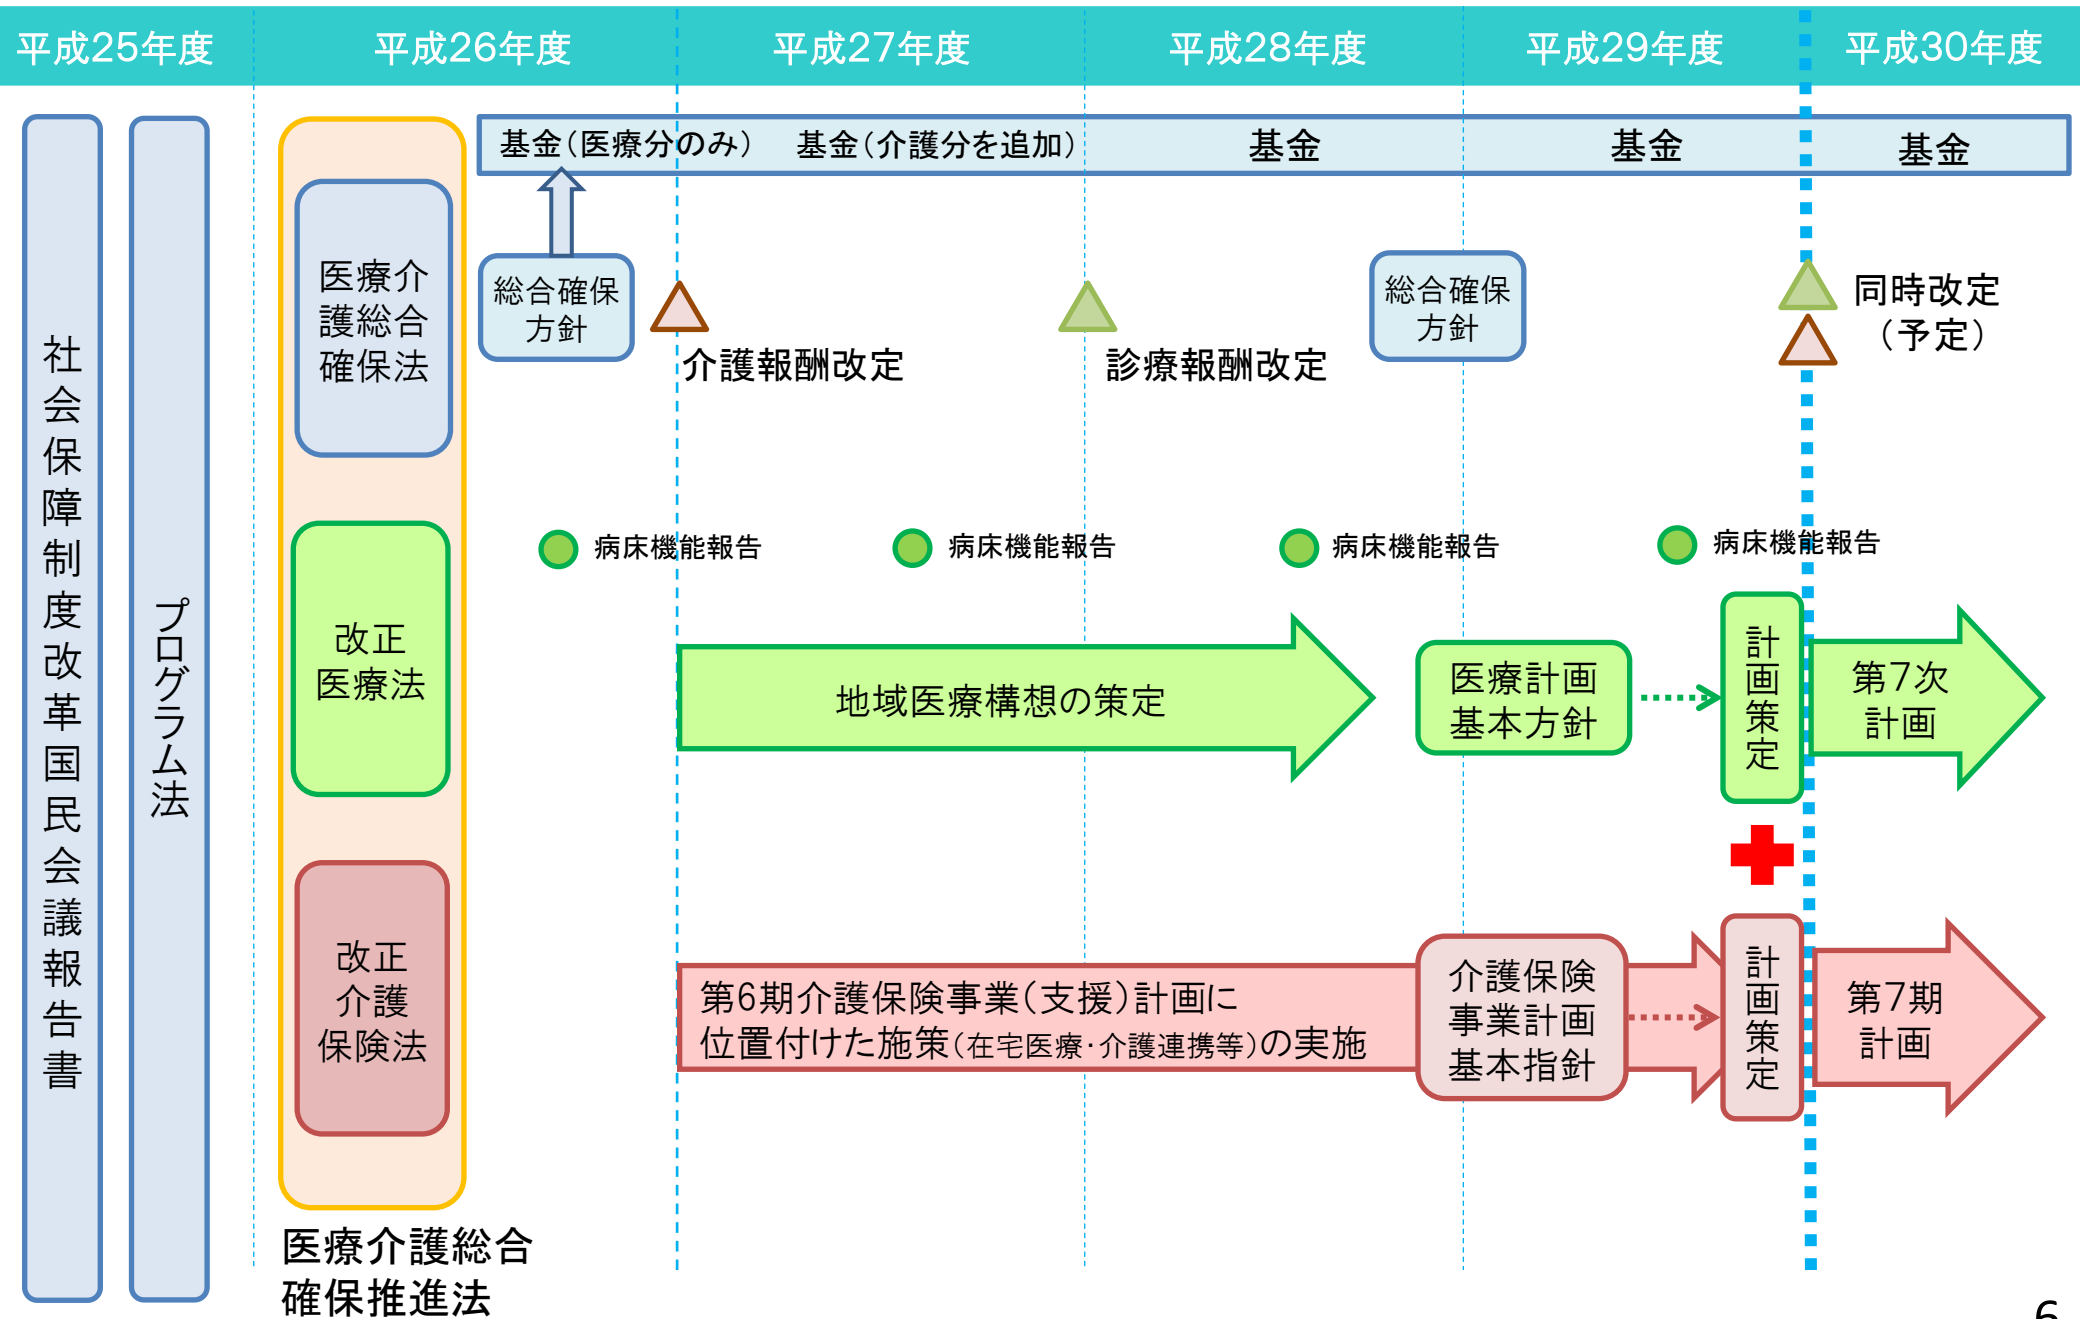 平成25年度
平成26年度
平成27年度
平成28年度
平成29年度
平成30年度
社会保障制度改革国民会議報告書
プログラム法
医療介
護総合
確保法
改正
医療法
改正
介護
保険法
医療介護総合
確保推進法
基金（医療分のみ）
基金（介護分を追加）
基金
基金
基金
総合確保
方針
介護報酬改定
診療報酬改定
総合確保
方針
同時改定
（予定）
病床機能報告
病床機能報告
病床機能報告
病床機能報告
地域医療構想の策定
医療計画
基本方針
計画策定
第7次
計画
第6期介護保険事業（支援）計画に
位置付けた施策（在宅医療・介護連携等）の実施
介護保険
事業計画
基本指針
計画策定
第7期
計画
6